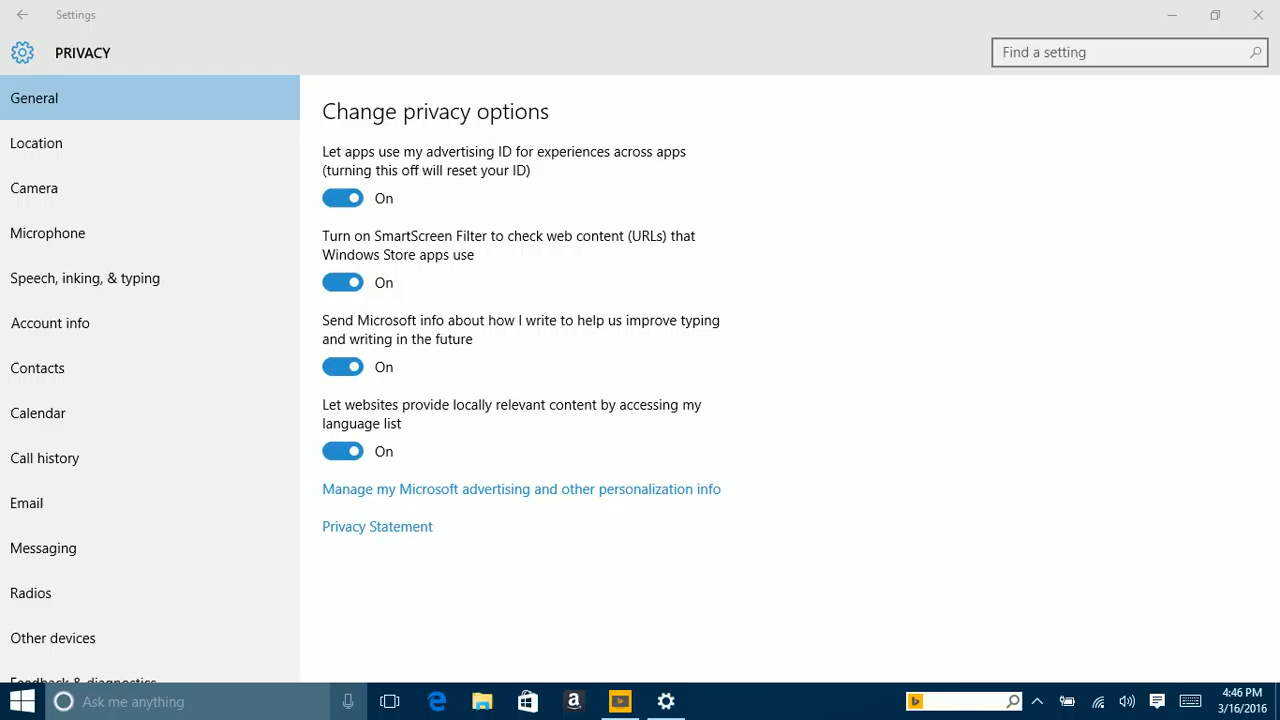 Settings
PRIVACY
Find a setting
General
Location
Camera
Microphone
Speech, inking, & typing
Account info
Contacts
Calendar
Call history
Email
Messaging
Radios
Other devices
Feedback & diagnostics
Change privacy options
Let apps use my advertising ID for experiences across apps
(turning this off will reset your ID)
On
Turn on SmartScreen Filter to check web content (URLs) that
Windows Store apps use
On
Send Microsoft info about how I write to help us improve typing
and writing in the future
On
Let websites provide locally relevant content by accessing my
language list
On
Manage my Microsoft advertising and other personalization info
Privacy Statement
Ask me anything
4:46 PM
3/16/2016